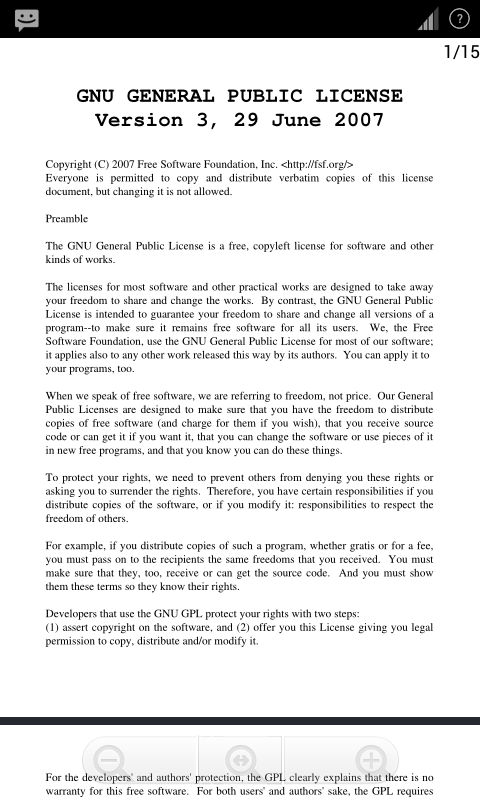 ?
1/15
GNU GENERAL PUBLIC LICENSE
Version 3, 29 June 2007
Copyright (C) 2007 Free Software Foundation, Inc. <http://fsf.org/>
Everyone is permitted to copy and distribute verbatim copies of this license
document, but changing it is not allowed.
Preamble
The GNU General Public License is a free, copyleft license for software and other
kinds of works.
The licenses for most software and other practical works are designed to take away
your freedom to share and change the works.  By contrast, the GNU General Public
License is intended to guarantee your freedom to share and change all versions of a
program--to make sure it remains free software for all its users.  We, the Free
Software Foundation, use the GNU General Public License for most of our software;
it applies also to any other work released this way by its authors.  You can apply it to
your programs, too.
When we speak of free software, we are referring to freedom, not price.  Our General
Public Licenses are designed to make sure that you have the freedom to distribute
copies of free software (and charge for them if you wish), that you receive source
code or can get it if you want it, that you can change the software or use pieces of it
in new free programs, and that you know you can do these things.
To protect your rights, we need to prevent others from denying you these rights or
asking you to surrender the rights.  Therefore, you have certain responsibilities if you
distribute copies of the software, or if you modify it: responsibilities to respect the
freedom of others.
For example, if you distribute copies of such a program, whether gratis or for a fee,
you must pass on to the recipients the same freedoms that you received.  You must
make sure that they, too, receive or can get the source code.  And you must show
them these terms so they know their rights.
Developers that use the GNU GPL protect your rights with two steps:
(1) assert copyright on the software, and (2) offer you this License giving you legal
permission to copy, distribute and/or modify it.
For the developers' and authors' protection, the GPL clearly explains that there is no
warranty for this free software.  For both users' and authors' sake, the GPL requires